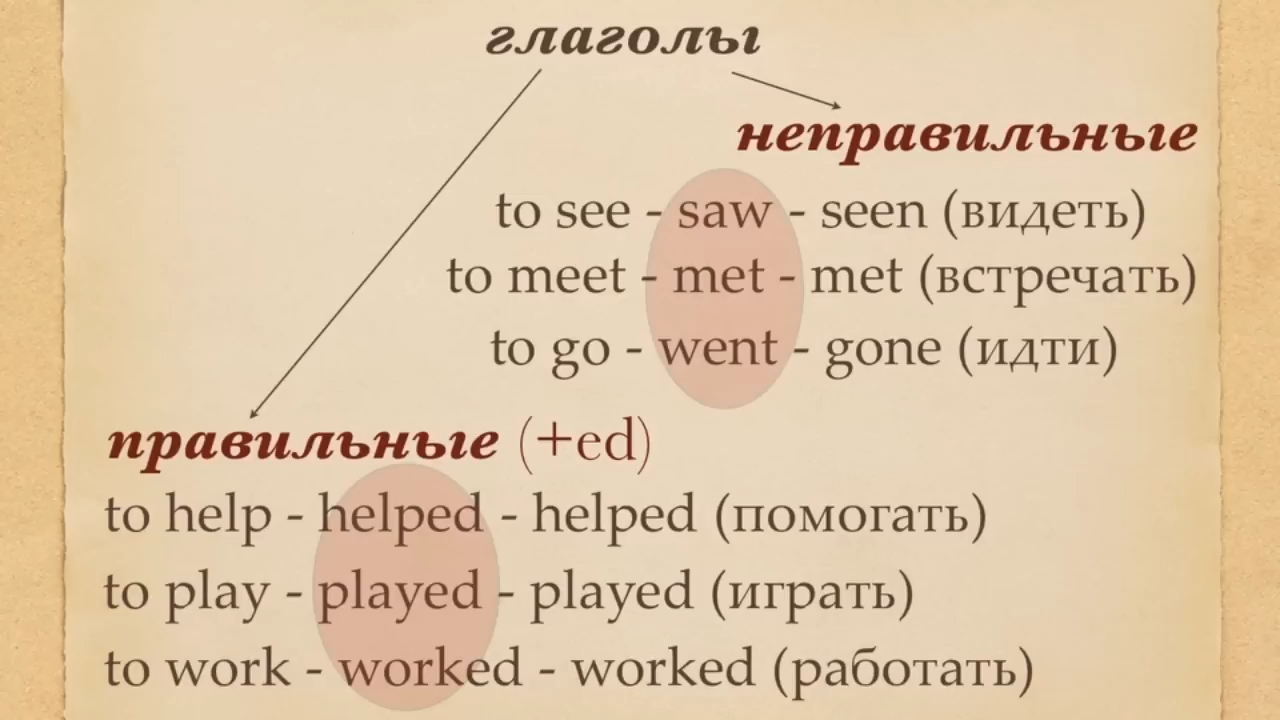 глаголы
неправильные
to see - saw - seen (видеть)
to meet - met - met (встречать)
to go - went - gone (идти)
правильные (+ed)
to help - helped - helped (помогать)
to play - played - played (играть)
to work - worked - worked (работать)